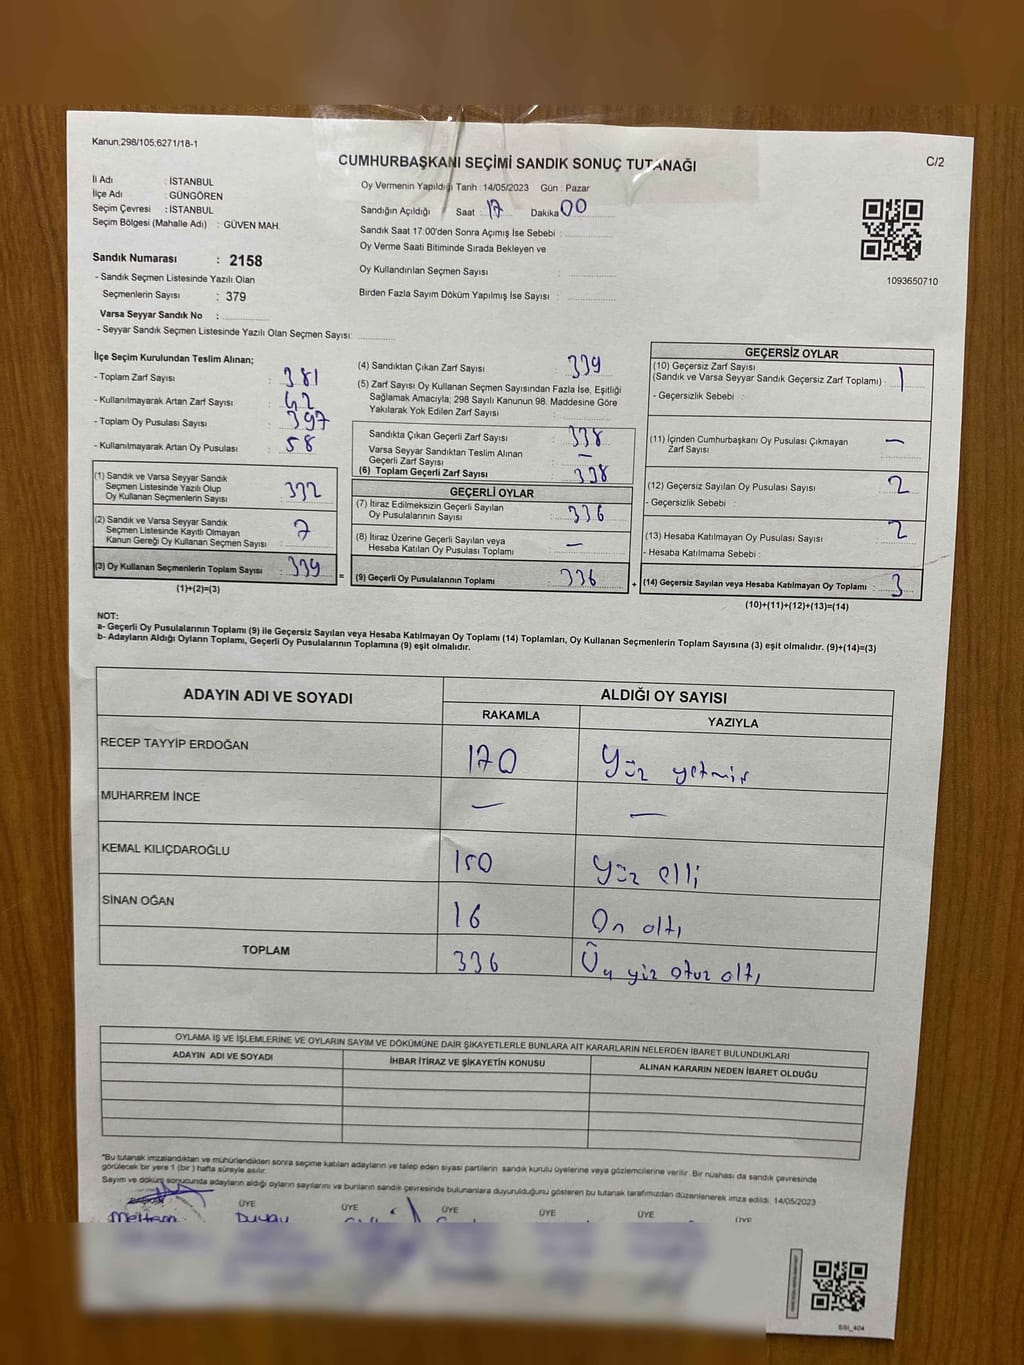 Kanun,298/105,6271/18-1
CUMHURBAŞKANI SEÇİMİ SANDIK SONUÇ TUTANAĞI
C/2
İl Adı : İSTANBUL
İlçe Adı : GÜNGÖREN
Seçim Çevresi : İSTANBUL
Seçim Bölgesi (Mahalle Adı) : GÜVEN MAH.
Sandık Numarası : 2158
- Sandık Seçmen Listesinde Yazılı Olan
Seçmenlerin Sayısı : 379
Varsa Seyyar Sandık No :
- Seyyar Sandık Seçmen Listesinde Yazılı Olan Seçmen Sayısı:
Oy Vermenin Yapıldığı Tarih : 14/05/2023 Gün : Pazar
Sandığın Açıldığı Saat : 17 Dakika 00
Sandık Saat 17.00'den Sonra Açımış İse Sebebi :
Oy Verme Saati Bitiminde Sırada Bekleyen ve
Oy Kullandırılan Seçmen Sayısı :
Birden Fazla Sayım Döküm Yapılmış İse Sayısı :
1093650710
İlçe Seçim Kurulundan Teslim Alınan;
- Toplam Zarf Sayısı : 381
- Kullanılmayarak Artan Zarf Sayısı : 42
- Toplam Oy Pusulası Sayısı : 397
- Kullanılmayarak Artan Oy Pusulası : 58
(1) Sandık ve Varsa Seyyar Sandık
Seçmen Listesinde Yazılı Olup
Oy Kullanan Seçmenlerin Sayısı : 332
(2) Sandık ve Varsa Seyyar Sandık
Seçmen Listesinde Kayıtlı Olmayan
Kanun Gereği Oy Kullanan Seçmen Sayısı : 7
(3) Oy Kullanan Seçmenlerin Toplam Sayısı : 339
(1)+(2)=(3)
(4) Sandıktan Çıkan Zarf Sayısı : 339
(5) Zarf Sayısı Oy Kullanan Seçmen Sayısından Fazla İse, Eşitliği
Sağlamak Amacıyla; 298 Sayılı Kanunun 98. Maddesine Göre
Yakılarak Yok Edilen Zarf Sayısı :
Sandıkta Çıkan Geçerli Zarf Sayısı : 338
Varsa Seyyar Sandıktan Teslim Alınan
Geçerli Zarf Sayısı : —
(6) Toplam Geçerli Zarf Sayısı : 338
GEÇERLİ OYLAR
(7) İtiraz Edilmeksizin Geçerli Sayılan
Oy Pusulalarının Sayısı : 336
(8) İtiraz Üzerine Geçerli Sayılan veya
Hesaba Katılan Oy Pusulası Toplamı : —
= (9) Geçerli Oy Pusulalarının Toplamı : 336
GEÇERSİZ OYLAR
(10) Geçersiz Zarf Sayısı
(Sandık ve Varsa Seyyar Sandık Geçersiz Zarf Toplamı) : 1
- Geçersizlik Sebebi :
(11) İçinden Cumhurbaşkanı Oy Pusulası Çıkmayan
Zarf Sayısı : —
(12) Geçersiz Sayılan Oy Pusulası Sayısı : 2
- Geçersizlik Sebebi :
(13) Hesaba Katılmayan Oy Pusulası Sayısı : 2
- Hesaba Katılmama Sebebi :
+ (14) Geçersiz Sayılan veya Hesaba Katılmayan Oy Toplamı : 3
(10)+(11)+(12)+(13)=(14)
NOT:
a- Geçerli Oy Pusulalarının Toplamı (9) ile Geçersiz Sayılan veya Hesaba Katılmayan Oy Toplamı (14) Toplamları, Oy Kullanan Seçmenlerin Toplam Sayısına (3) eşit olmalıdır. (9)+(14)=(3)
b- Adayların Aldığı Oyların Toplamı, Geçerli Oy Pusulalarının Toplamına (9) eşit olmalıdır.
ADAYIN ADI VE SOYADI ALDIĞI OY SAYISI
RAKAMLA YAZIYLA
RECEP TAYYİP ERDOĞAN 170 Yüz yetmiş
MUHARREM İNCE — —
KEMAL KILIÇDAROĞLU 150 Yüz elli
SİNAN OĞAN 16 On altı
TOPLAM 336 Üç yüz otuz altı
OYLAMA İŞ VE İŞLEMLERİNE VE OYLARIN SAYIM VE DÖKÜMÜNE DAİR ŞİKAYETLERLE BUNLARA AİT KARARLARIN NELERDEN İBARET BULUNDUKLARI
ADAYIN ADI VE SOYADI İHBAR İTİRAZ VE ŞİKAYETİN KONUSU ALINAN KARARIN NEDEN İBARET OLDUĞU
*Bu tutanak imzalandıktan ve mühürlendikten sonra seçime katılan adayların ve talep eden siyasi partilerin sandık kurulu üyelerine veya gözlemcilerine verilir. Bir nüshası da sandık çevresinde
görülecek bir yere 1 (bir ) hafta süreyle asılır.
Sayım ve döküm sonucunda adayların aldığı oyların sayılarını ve bunların sandık çevresinde bulunanlara duyurulduğunu gösteren bu tutanak tarafımızdan düzenlenerek imza edildi. 14/05/2023
BAŞKAN ÜYE ÜYE ÜYE ÜYE ÜYE ÜYE
SSI_404